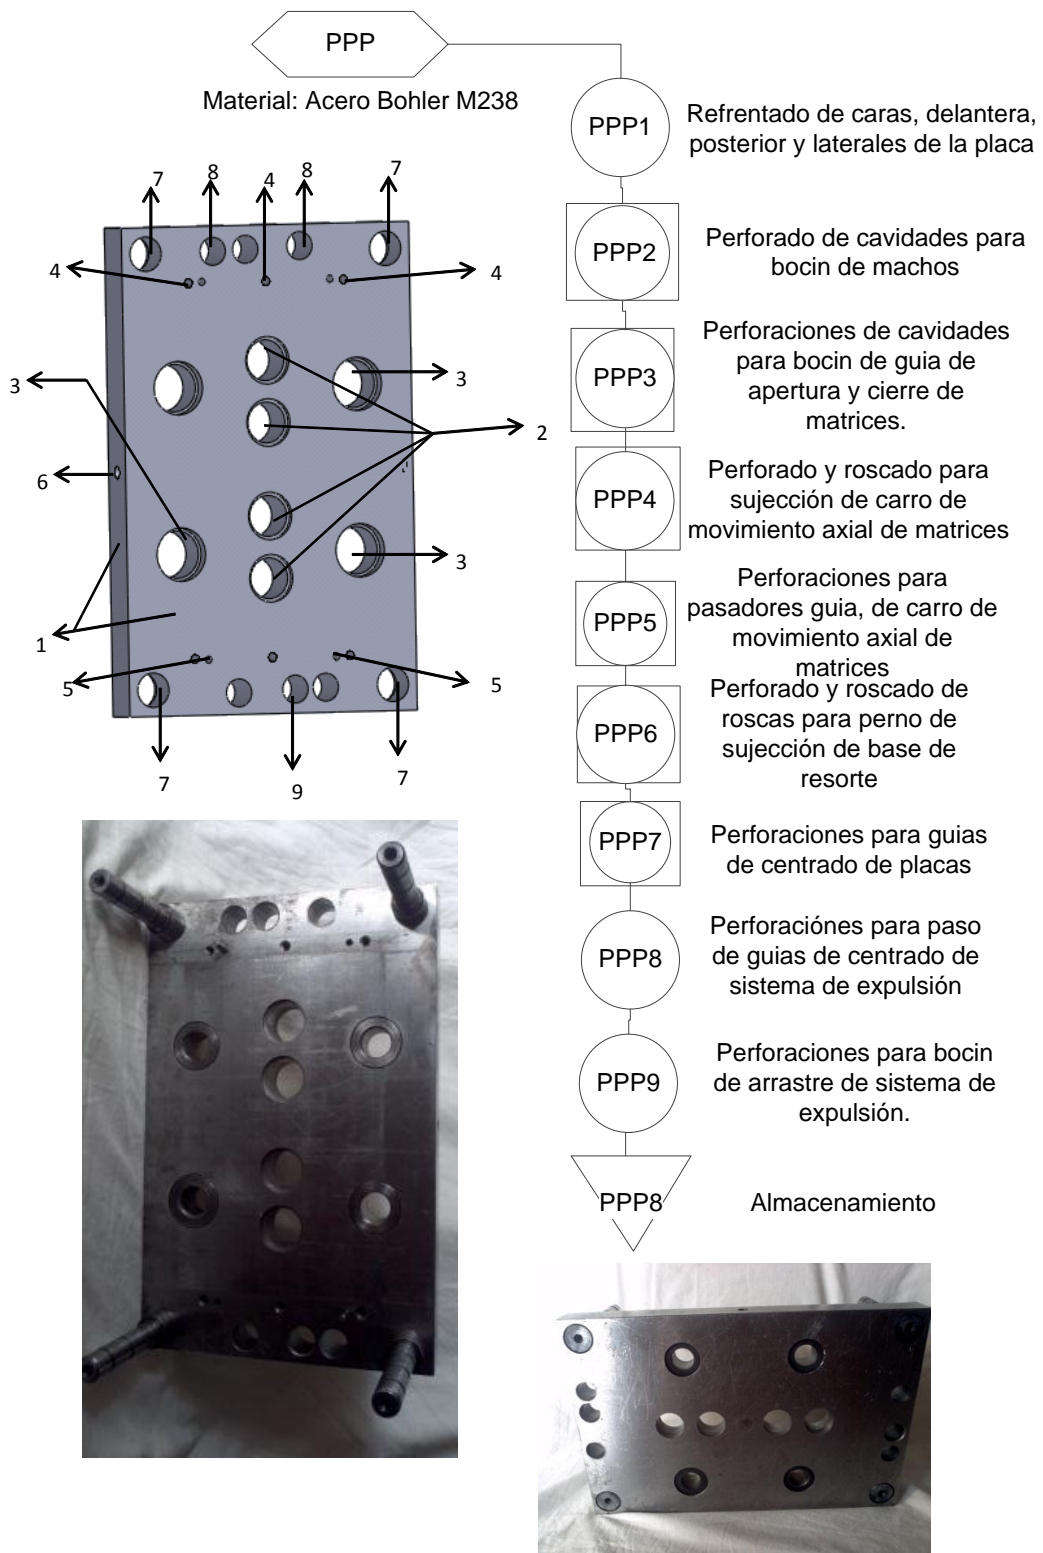 PPP
Material: Acero Bohler M238
PPP1
Refrentado de caras, delantera,
posterior y laterales de la placa
7
8
4
8
7
4
4
PPP2
Perforado de cavidades para
bocin de machos
3
3
2
6
3
1
5
5
7
9
7
PPP3
Perforaciones de cavidades
para bocin de guia de
apertura y cierre de
matrices.
PPP4
Perforado y roscado para
sujección de carro de
movimiento axial de matrices
PPP5
Perforaciones para
pasadores guia, de carro de
movimiento axial de
matrices
PPP6
Perforado y roscado de
roscas para perno de
sujección de base de
resorte
PPP7
Perforaciones para guias
de centrado de placas
PPP8
Perforaciónes para paso
de guias de centrado de
sistema de expulsión
PPP9
Perforaciones para bocin
de arrastre de sistema de
expulsión.
PPP8
Almacenamiento